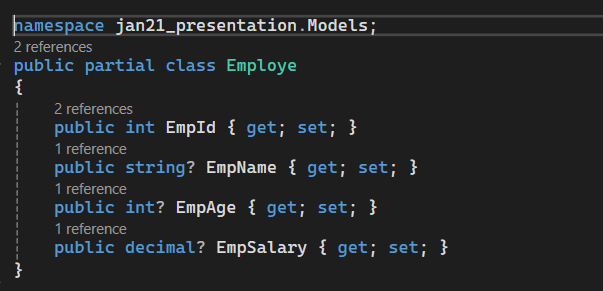 namespace jan21_presentation.Models;
2 references
public partial class Employe
{
2 references
public int EmpId { get; set; }
1 reference
public string? EmpName { get; set; }
1 reference
public int? EmpAge { get; set; }
1 reference
public decimal? EmpSalary { get; set; }
}